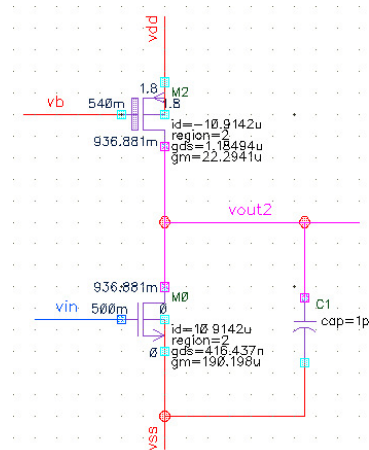 vdd
1.8
M2
vb
540m
1.8
id=-10.9142u
region=2
936.881m
gds=1.18494u
gm=22.2941u
vout2
936.881m
M0
vin
500m
0
C1
cap=1p
id=10.9142u
region=2
0
gds=416.437n
gm=190.198u
vss